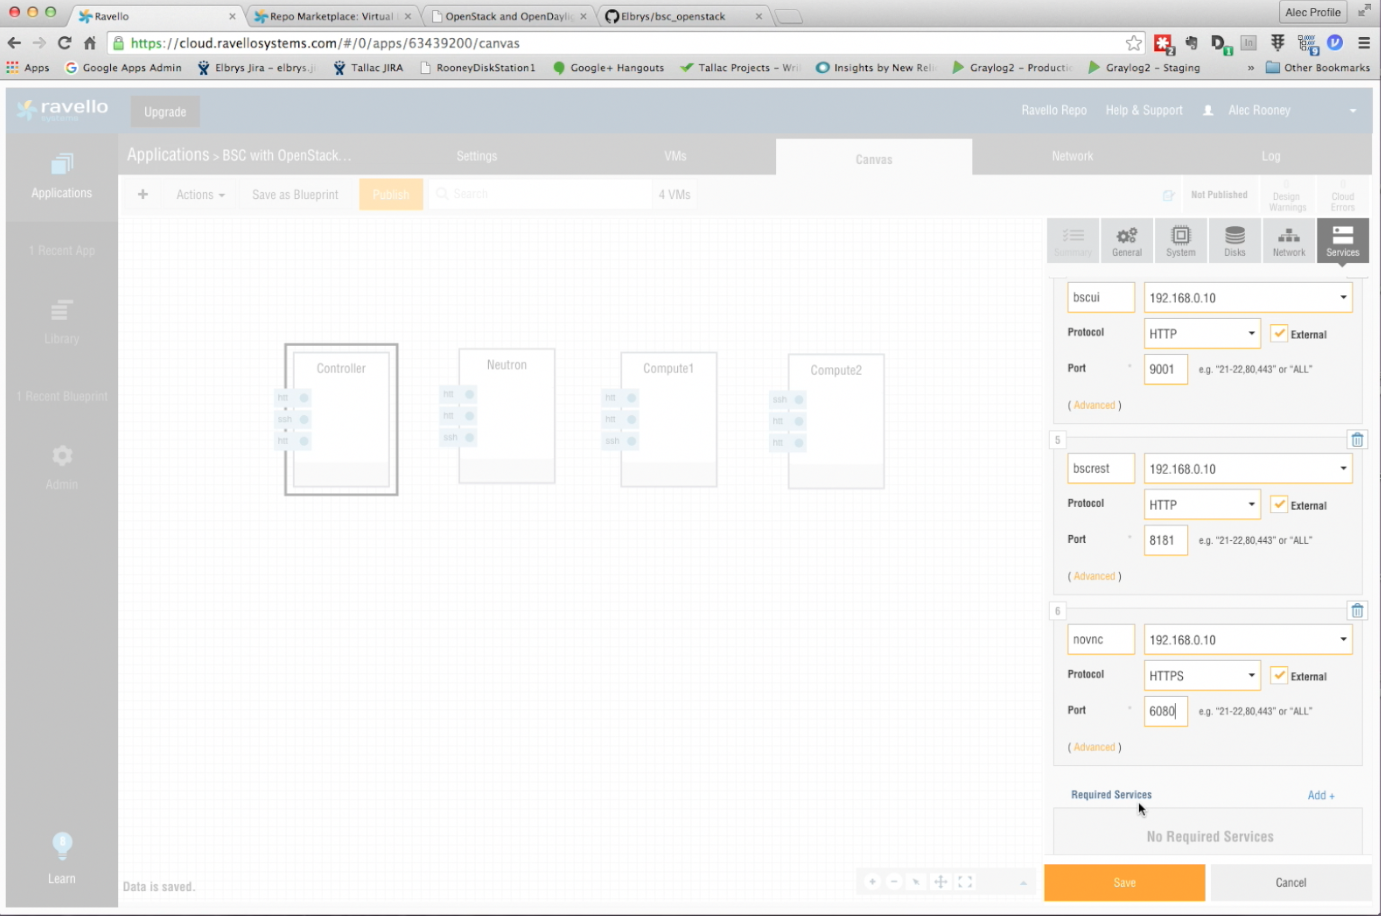 Ravello
Repo Marketplace: Virtual
OpenStack and OpenDayli
Elbrys/bsc_openstack
Alec Profile
https://cloud.ravellosystems.com/#/0/apps/63439200/canvas
Apps
Google Apps Admin
Elbrys Jira – elbrys.ji
Tallac JIRA
RooneyDiskStation1
Google+ Hangouts
Tallac Projects – Wri
Insights by New Reli
Graylog2 – Producti
Graylog2 – Staging
»
Other Bookmarks
ravello
systems
Upgrade
Ravello Repo
Help & Support
Alec Rooney
Applications > BSC with OpenStack...
Settings
VMs
Canvas
Network
Log
Applications
+
Actions
Save as Blueprint
Publish
Search
4 VMs
Not Published
0
Design
Warnings
0
Cloud
Errors
1 Recent App
Library
1 Recent Blueprint
Admin
Learn
Summary
General
System
Disks
Network
Services
Controller
htt
ssh
htt
Neutron
htt
htt
ssh
Compute1
htt
htt
ssh
Compute2
ssh
htt
htt
bscui
192.168.0.10
Protocol
HTTP
External
Port
*
9001
e.g. "21-22,80,443" or "ALL"
( Advanced )
5
bscrest
192.168.0.10
Protocol
HTTP
External
Port
*
8181
e.g. "21-22,80,443" or "ALL"
( Advanced )
6
novnc
192.168.0.10
Protocol
HTTPS
External
Port
*
6080
e.g. "21-22,80,443" or "ALL"
( Advanced )
Required Services
Add +
No Required Services
Data is saved.
Save
Cancel